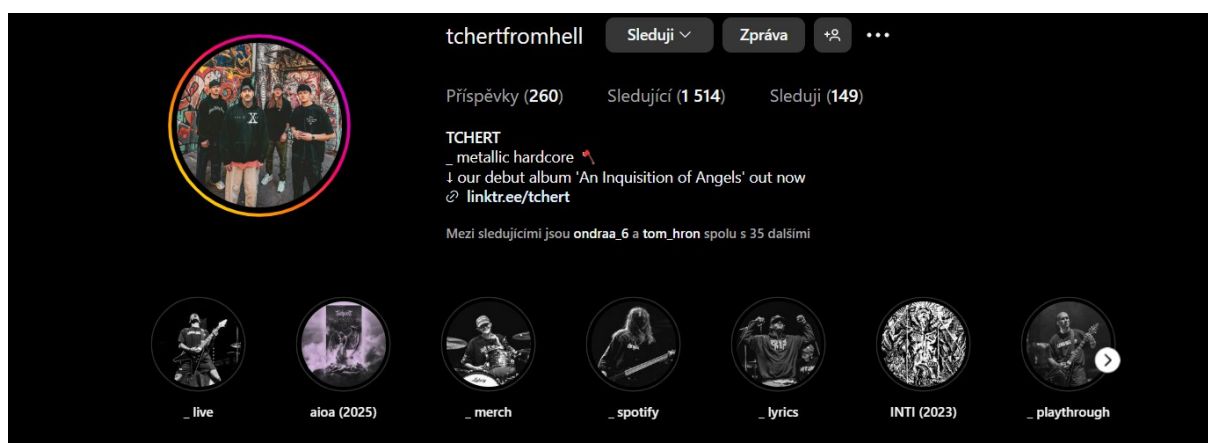 tchertfromhell Sleduji Zpráva
Příspěvky (260) Sledující (1 514) Sleduji (149)
TCHERT
_ metallic hardcore 🪓
↓ our debut album 'An Inquisition of Angels' out now
linktr.ee/tchert
Mezi sledujícími jsou ondraa_6 a tom_hron spolu s 35 dalšími
_ live aioa (2025) _ merch _ spotify _ lyrics INTI (2023) _ playthrough